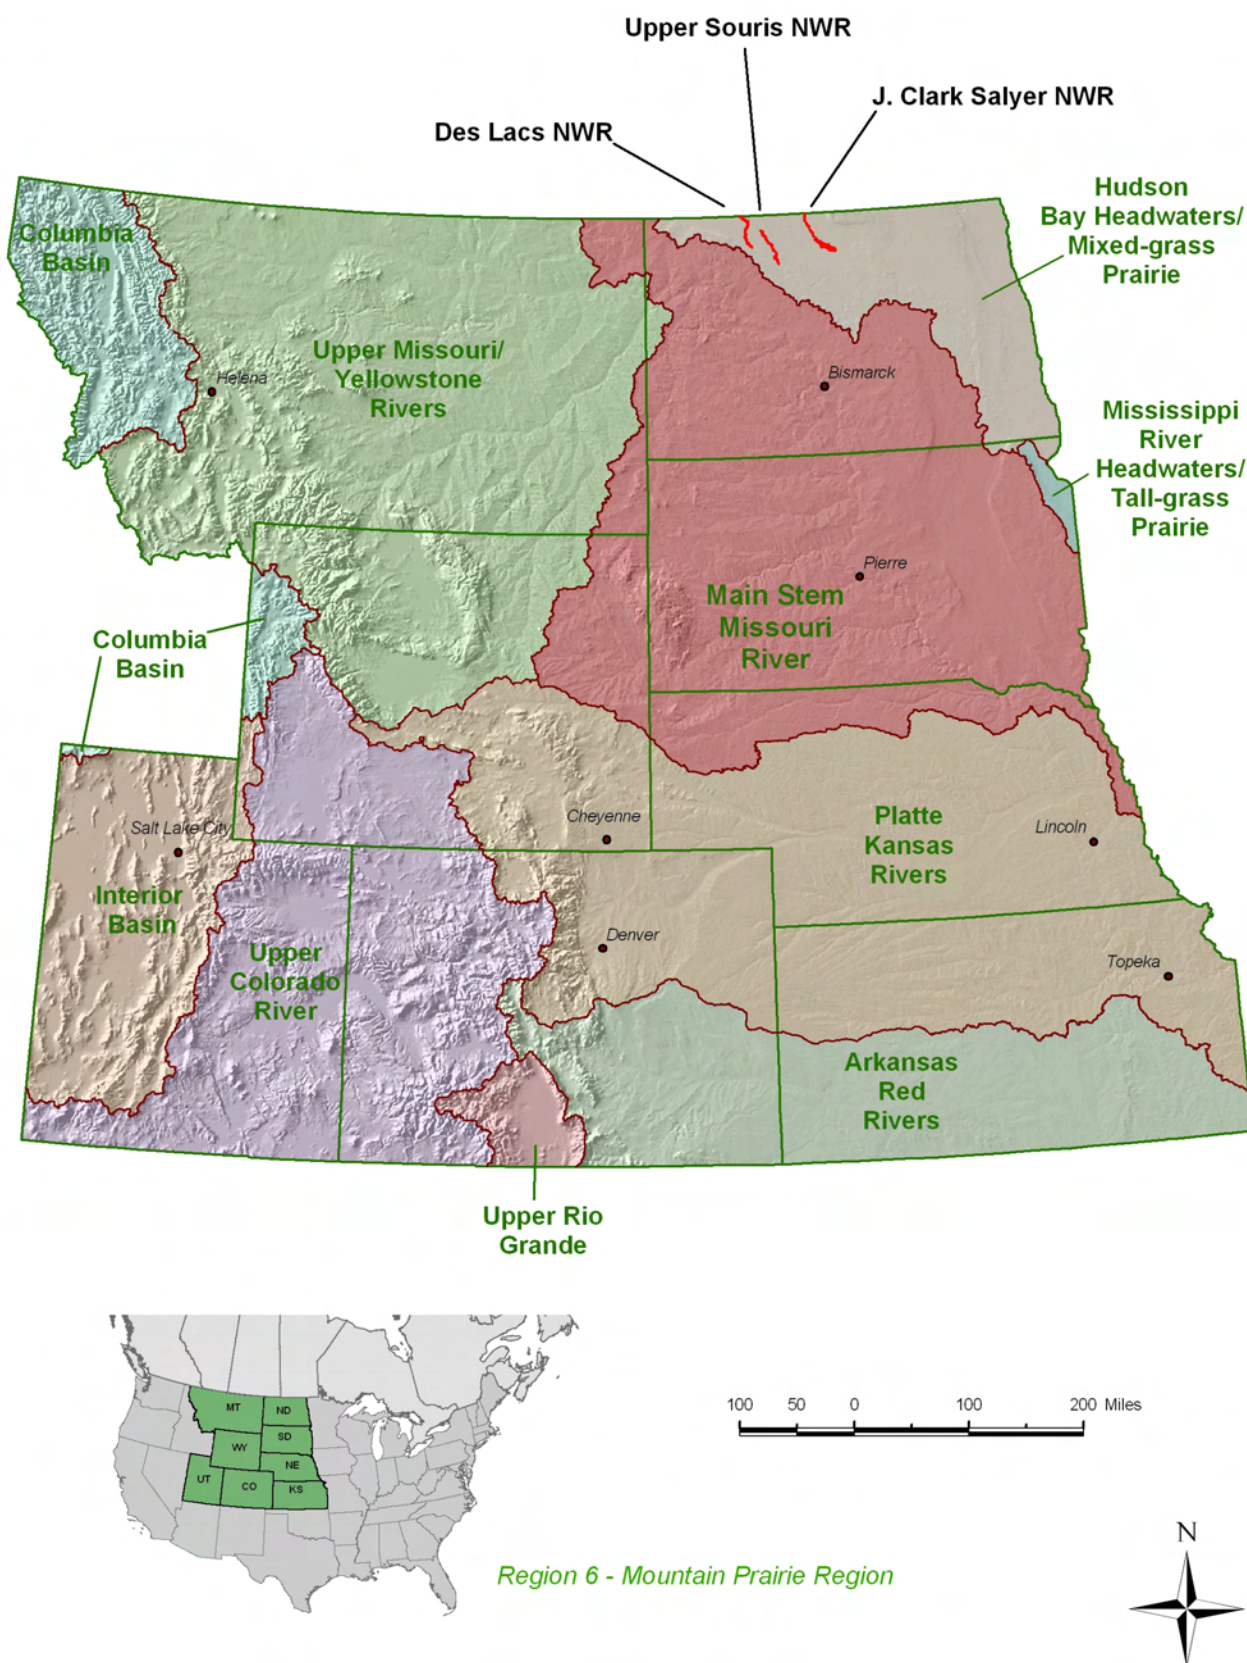 Upper Souris NWR
J. Clark Salyer NWR
Des Lacs NWR
Hudson
Bay Headwaters/
Mixed-grass
Prairie
Columbia
Basin
Upper Missouri/
Yellowstone
Rivers
Helena
Bismarck
Mississippi
River
Headwaters/
Tall-grass
Prairie
Pierre
Main Stem
Missouri
River
Columbia
Basin
Cheyenne
Salt Lake City
Platte
Kansas
Rivers
Lincoln
Interior
Basin
Denver
Upper
Colorado
River
Topeka
Arkansas
Red
Rivers
Upper Rio
Grande
MT
ND
SD
WY
NE
UT
CO
KS
100 50 0 100 200 Miles
N
Region 6 - Mountain Prairie Region